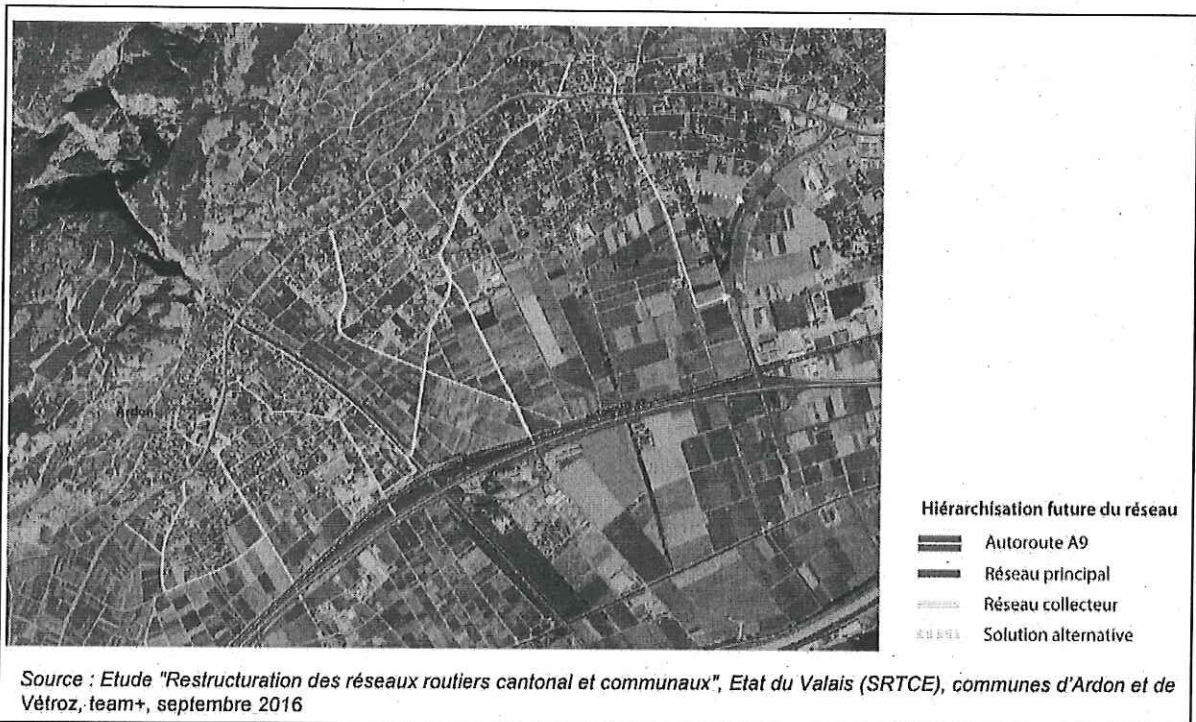 Vétroz
Ardon
Hiérarchisation future du réseau
Autoroute A9
Réseau principal
Réseau collecteur
Solution alternative
Source : Etude "Restructuration des réseaux routiers cantonal et communaux", Etat du Valais (SRTCE), communes d'Ardon et de
Vétroz, team+, septembre 2016